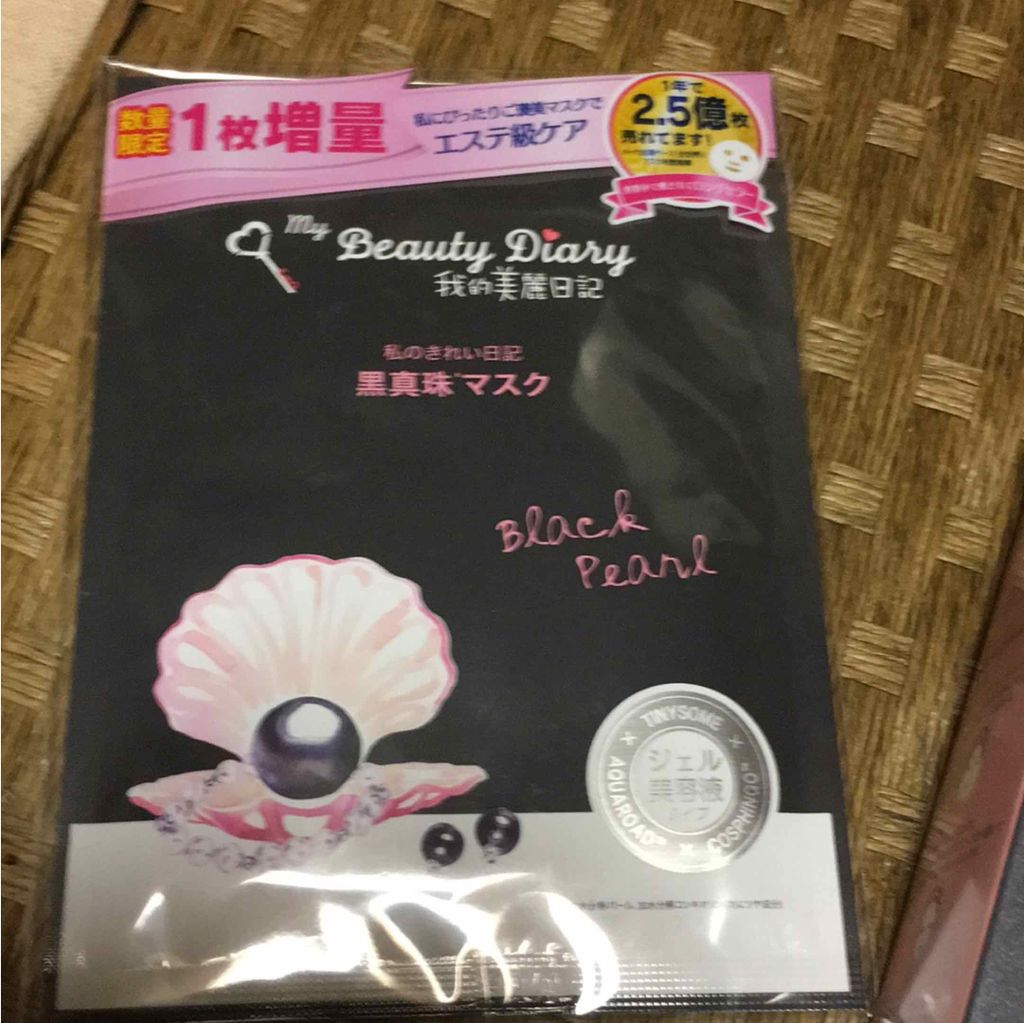 数量
限定
1枚増量
私にぴったりご褒美マスクで
エステ級ケア
1年で
2.5億枚
売れてます!
My
Beauty Diary
我的美麗日記
私のきれい日記
黒真珠*マスク
Black
Pearl
TINYSOME
ジェル
美容液
タイプ
AQUAROAD™
COSPHINGO™